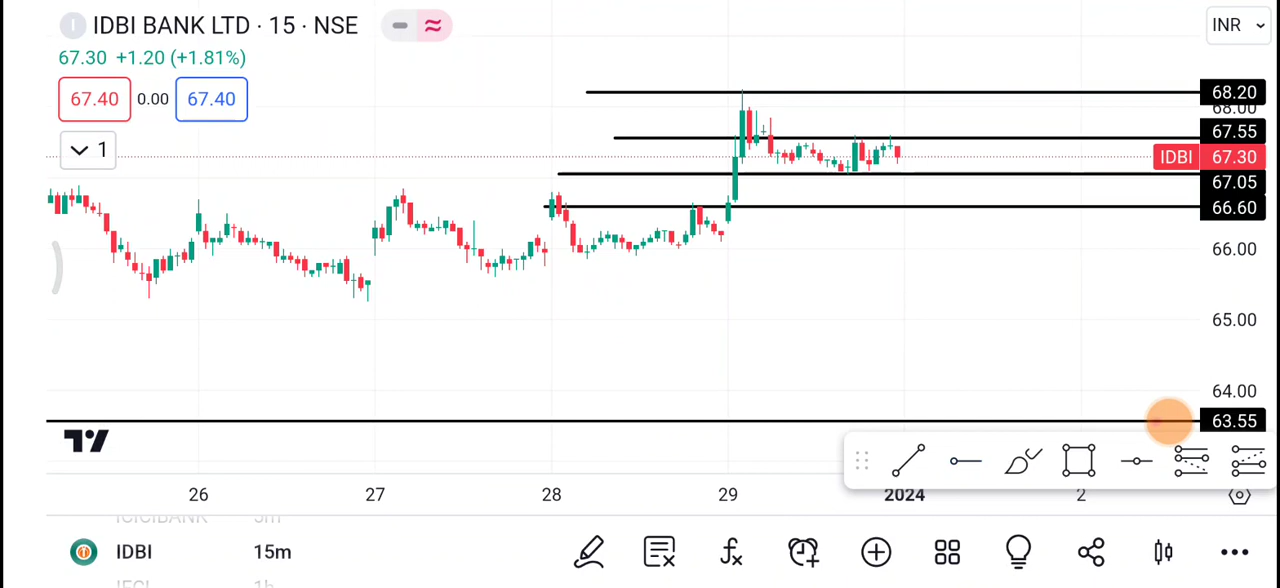 I IDBI BANK LTD · 15 · NSE
INR
67.30 +1.20 (+1.81%)
67.40 0.00 67.40
1
68.20
68.00
67.55
IDBI 67.30
67.05
66.60
66.00
65.00
64.00
63.55
26 27 28 29 2024 2
ICICIBANK 5m
IDBI 15m
IFCI 1h